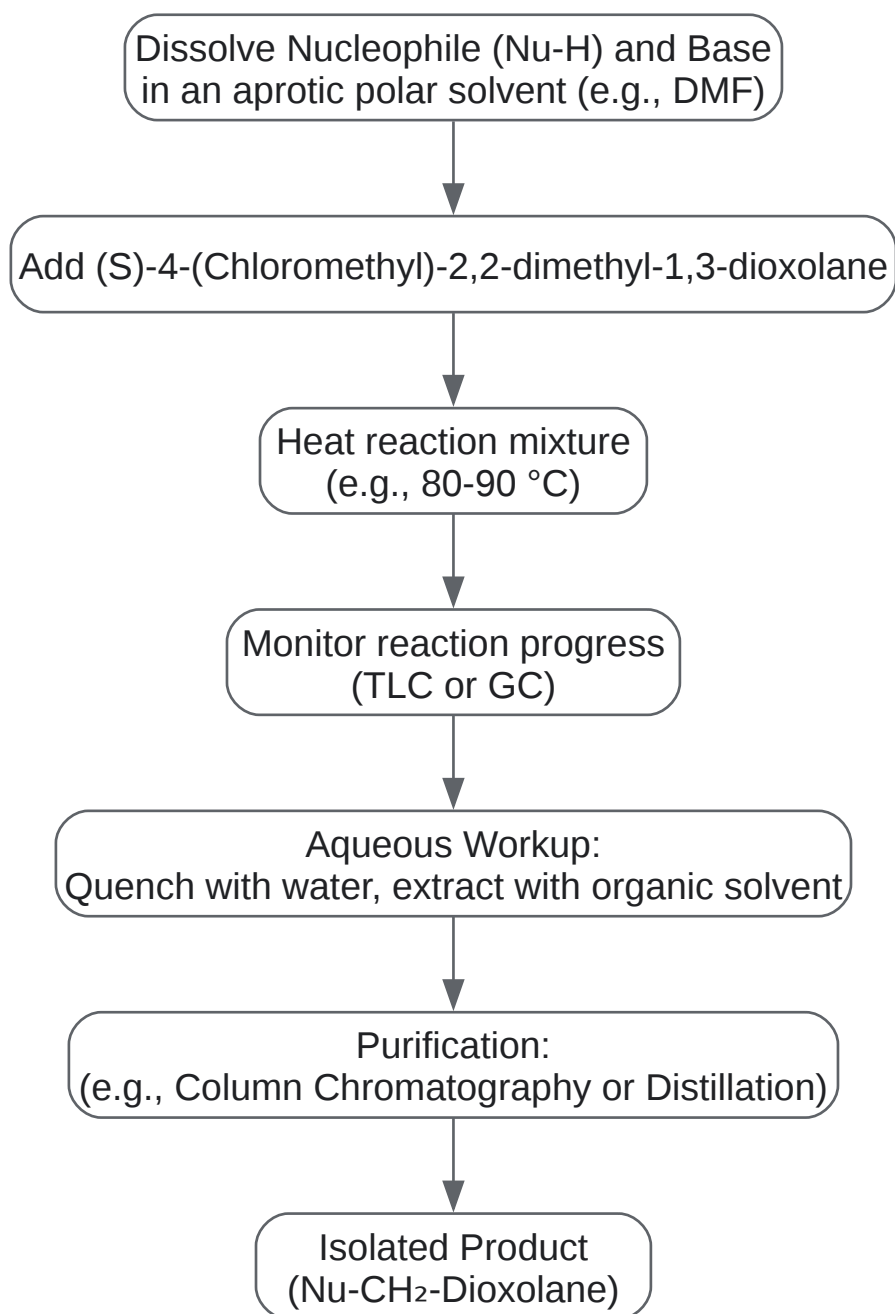 Dissolve Nucleophile (Nu-H) and Base
in an aprotic polar solvent (e.g., DMF)
Add (S)-4-(Chloromethyl)-2,2-dimethyl-1,3-dioxolane
Heat reaction mixture
(e.g., 80-90 °C)
Monitor reaction progress
(TLC or GC)
Aqueous Workup:
Quench with water, extract with organic solvent
Purification:
(e.g., Column Chromatography or Distillation)
Isolated Product
(Nu-CH₂-Dioxolane)